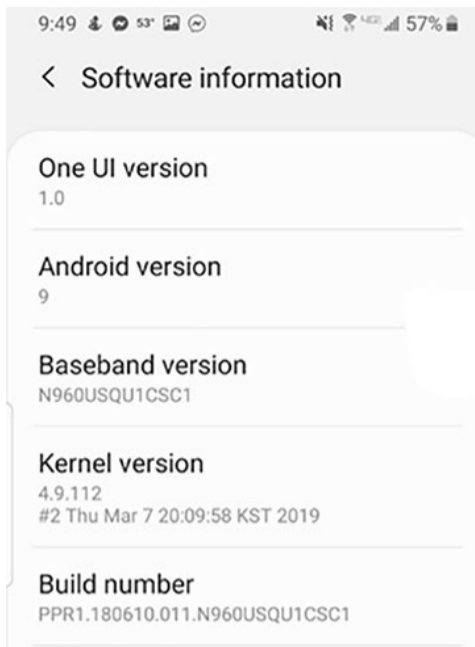 9:49 53° 57%
Software information
One UI version
1.0
Android version
9
Baseband version
N960USQU1CSC1
Kernel version
4.9.112
#2 Thu Mar 7 20:09:58 KST 2019
Build number
PPR1.180610.011.N960USQU1CSC1